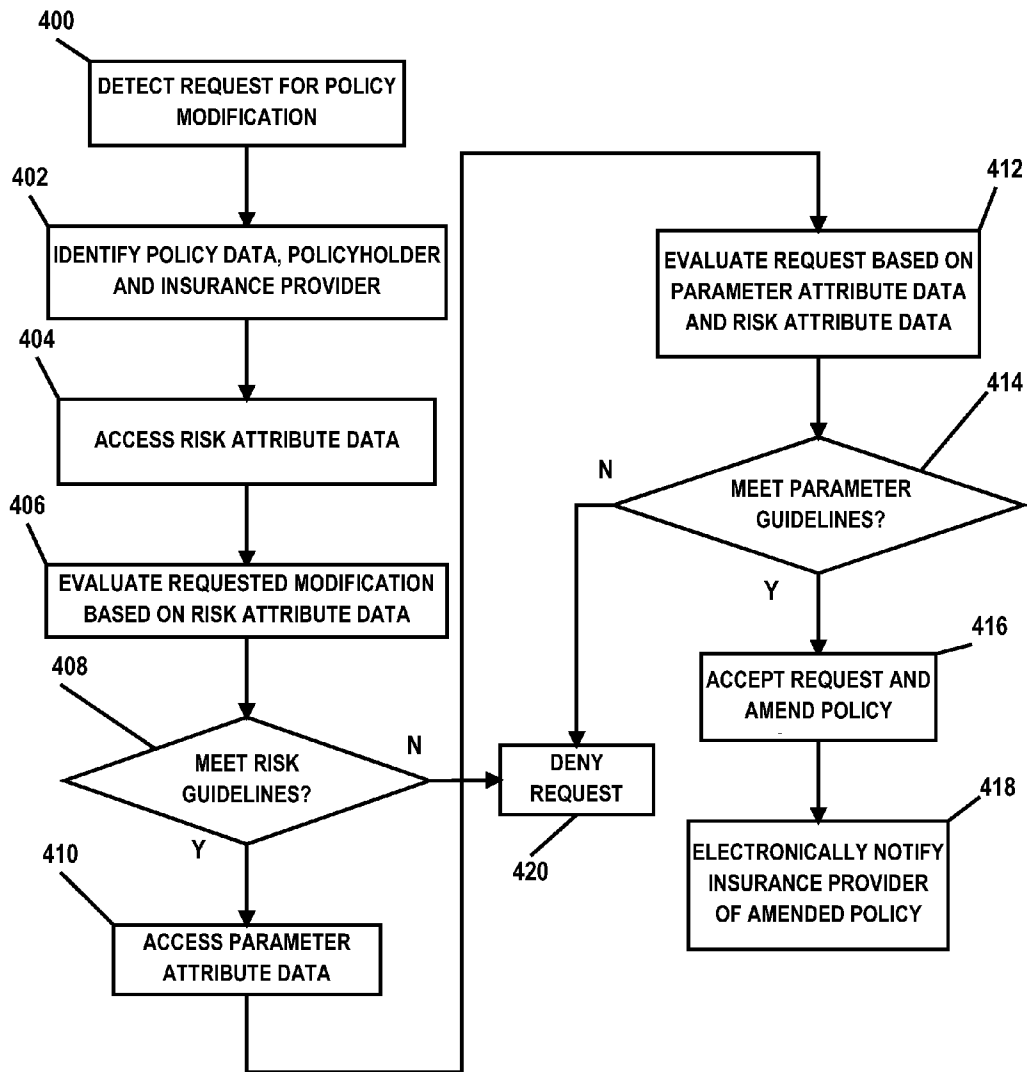 400
DETECT REQUEST FOR POLICY
MODIFICATION
402
IDENTIFY POLICY DATA, POLICYHOLDER
AND INSURANCE PROVIDER
404
ACCESS RISK ATTRIBUTE DATA
406
EVALUATE REQUESTED MODIFICATION
BASED ON RISK ATTRIBUTE DATA
408
MEET RISK
GUIDELINES?
N
Y
410
ACCESS PARAMETER
ATTRIBUTE DATA
412
EVALUATE REQUEST BASED ON
PARAMETER ATTRIBUTE DATA
AND RISK ATTRIBUTE DATA
414
MEET PARAMETER
GUIDELINES?
N
Y
416
ACCEPT REQUEST AND
AMEND POLICY
418
ELECTRONICALLY NOTIFY
INSURANCE PROVIDER
OF AMENDED POLICY
DENY
REQUEST
420